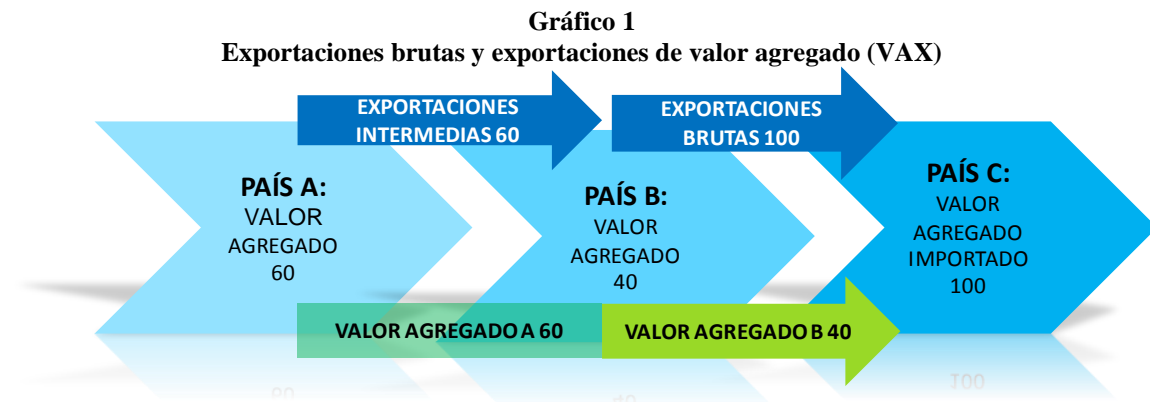 Gráfico 1
Exportaciones brutas y exportaciones de valor agregado (VAX)
EXPORTACIONES
INTERMEDIAS 60
EXPORTACIONES
BRUTAS 100
PAÍS A:
VALOR
AGREGADO
60
PAÍS B:
VALOR
AGREGADO
40
PAÍS C:
VALOR
AGREGADO
IMPORTADO
100
VALOR AGREGADO A 60
VALOR AGREGADO B 40